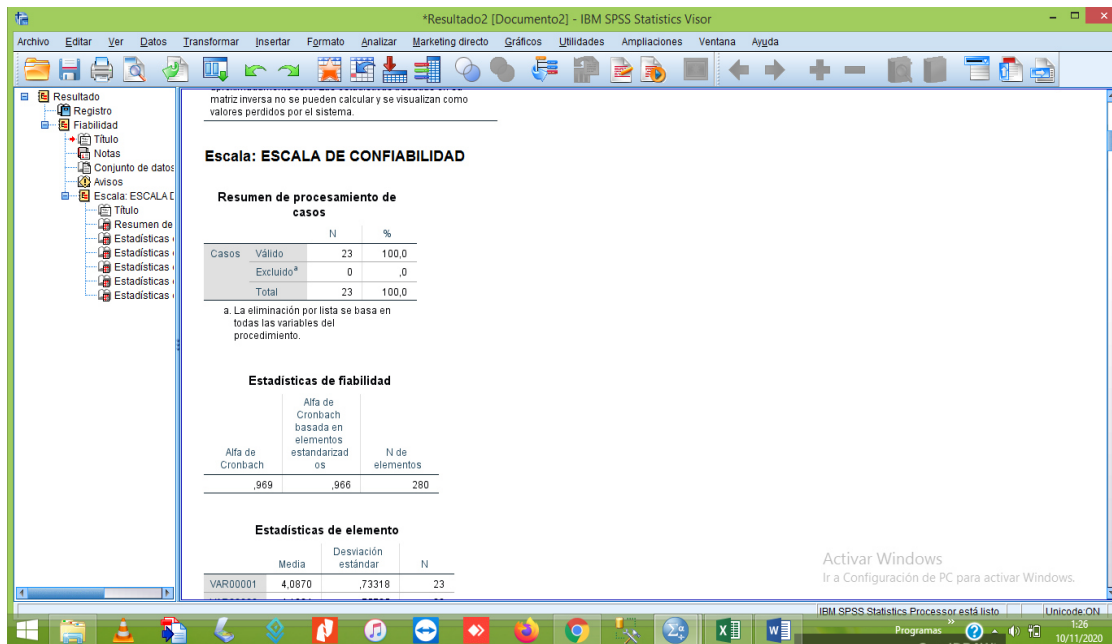 *Resultado2 [Documento2] - IBM SPSS Statistics Visor
Archivo Editar Ver Datos Transformar Insertar Formato Analizar Marketing directo Gráficos Utilidades Ampliaciones Ventana Ayuda
Resultado
Registro
Fiabilidad
Título
Notas
Conjunto de datos
Avisos
Escala: ESCALA D
Título
Resumen de
Estadísticas
Estadísticas
Estadísticas
Estadísticas
Estadísticas
matriz inversa no se pueden calcular y se visualizan como
valores perdidos por el sistema.
Escala: ESCALA DE CONFIABILIDAD
Resumen de procesamiento de
casos
N %
Casos Válido 23 100,0
Excluidoª 0 ,0
Total 23 100,0
a. La eliminación por lista se basa en
todas las variables del
procedimiento.
Estadísticas de fiabilidad
Alfa de
Cronbach
Alfa de
Cronbach
basada en
elementos
estandarizad
os
N de
elementos
,969 ,966 280
Estadísticas de elemento
Media
Desviación
estándar
N
VAR00001 4,0870 ,73318 23
Activar Windows
Ir a Configuración de PC para activar Windows.
IBM SPSS Statistics Processor está listo Unicode:ON
Programas
1:26
10/11/2020